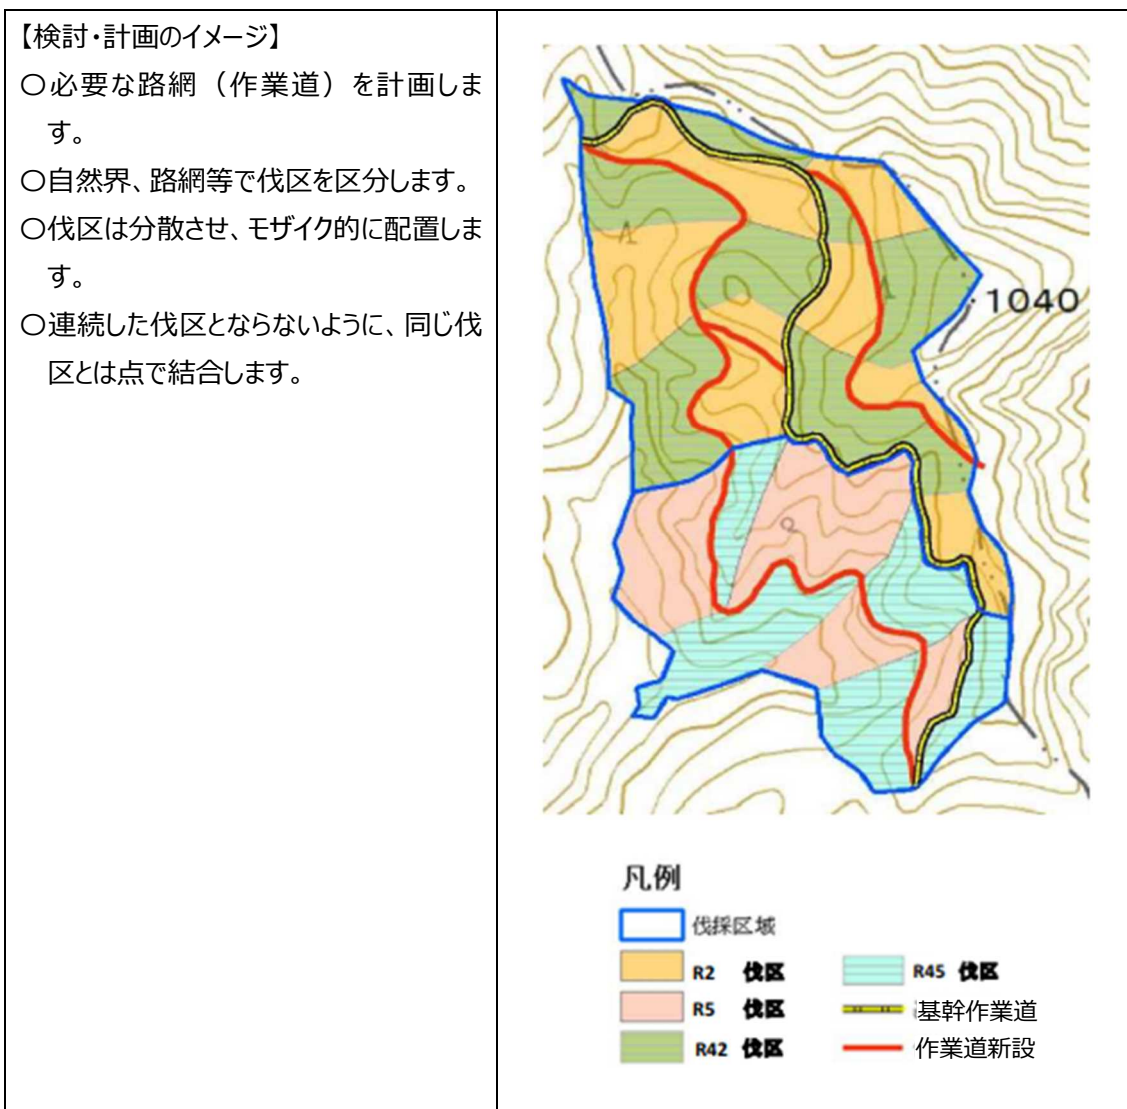 【検討・計画のイメージ】
〇必要な路網（作業道）を計画しま
す。
〇自然界、路網等で伐区を区分します。
〇伐区は分散させ、モザイク的に配置しま
す。
〇連続した伐区とならないように、同じ伐
区とは点で結合します。
1040
凡例
伐採区域
R2 伐区
R45 伐区
R5 伐区
基幹作業道
R42 伐区
作業道新設